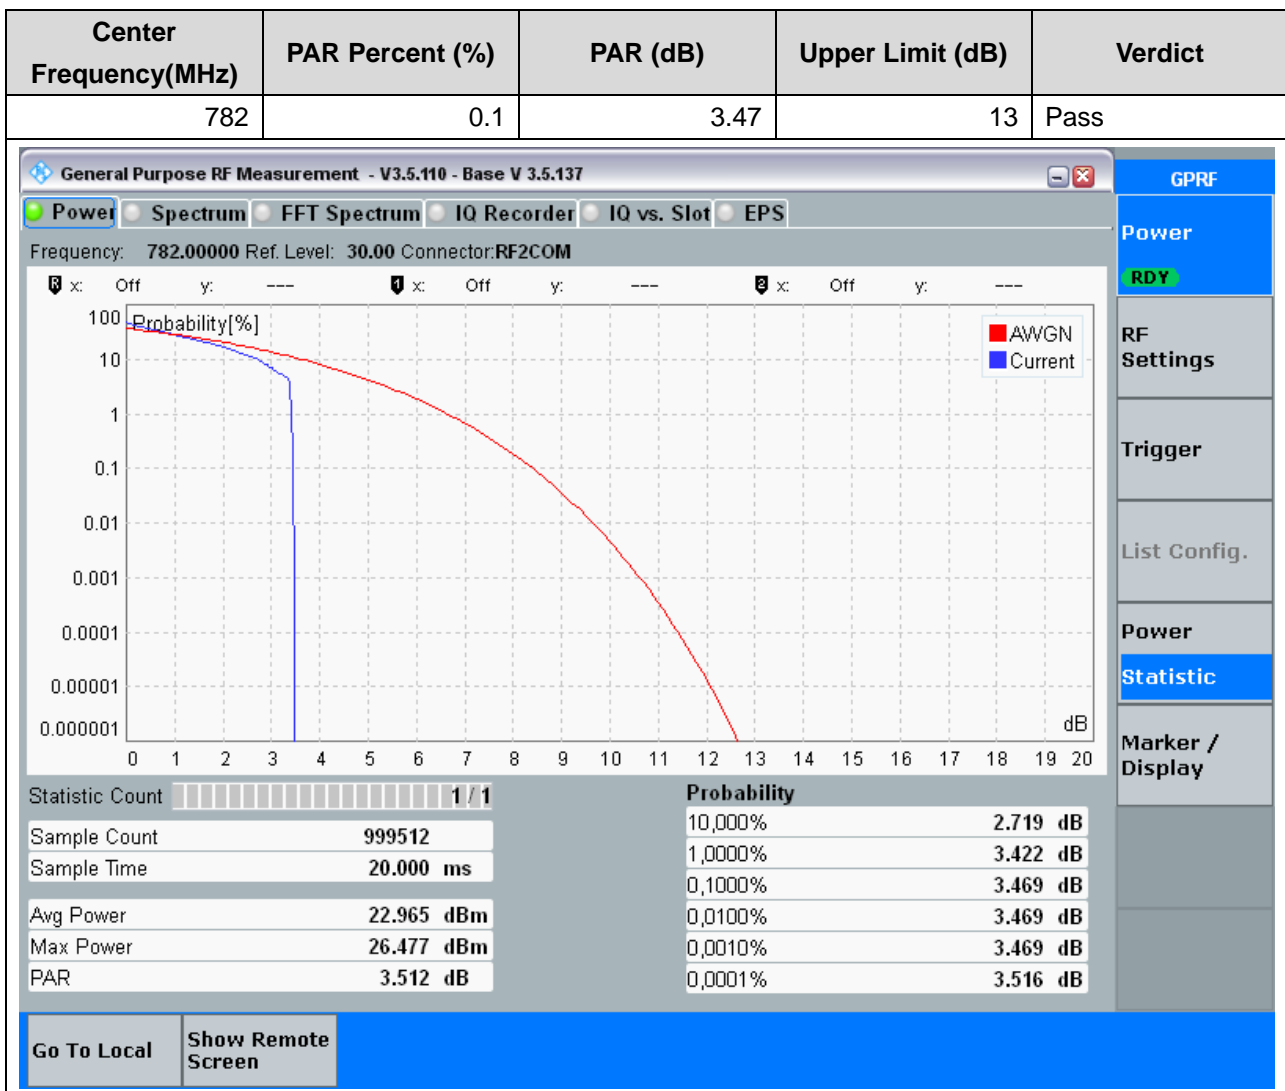 Center Frequency(MHz) PAR Percent (%) PAR (dB) Upper Limit (dB) Verdict
782 0.1 3.47 13 Pass
General Purpose RF Measurement - V3.5.110 - Base V 3.5.137
GPRF
Power Spectrum FFT Spectrum IQ Recorder IQ vs. Slot EPS
Frequency: 782.00000 Ref. Level: 30.00 Connector:RF2COM
R x: Off y: --- 1 x: Off y: --- 2 x: Off y: ---
Probability[%]
AWGN
Current
100
10
1
0.1
0.01
0.001
0.0001
0.00001
0.000001
dB
0 1 2 3 4 5 6 7 8 9 10 11 12 13 14 15 16 17 18 19 20
Statistic Count 1 / 1
Sample Count 999512
Sample Time 20.000 ms
Avg Power 22.965 dBm
Max Power 26.477 dBm
PAR 3.512 dB
Probability
10,000% 2.719 dB
1,0000% 3.422 dB
0,1000% 3.469 dB
0,0100% 3.469 dB
0,0010% 3.469 dB
0,0001% 3.516 dB
Power
RDY
RF
Settings
Trigger
List Config.
Power
Statistic
Marker /
Display
Go To Local
Show Remote
Screen